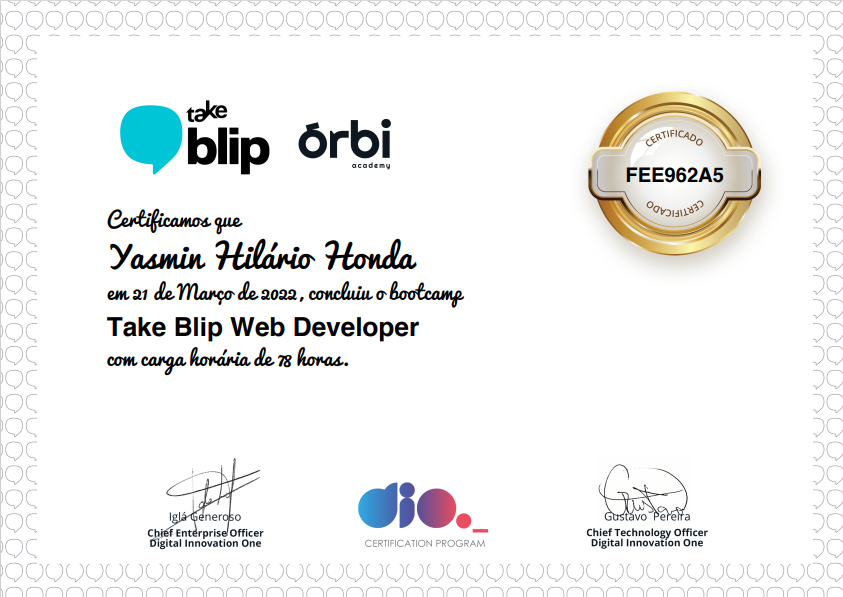 take
blip
órbi
academy
CERTIFICADO
FEE962A5
CERTIFICADO
Certificamos que
Yasmin Hilário Honda
em 21 de Março de 2022, concluiu o bootcamp
Take Blip Web Developer
com carga horária de 78 horas.
Iglá Generoso
Chief Enterprise Officer
Digital Innovation One
dio._
CERTIFICATION PROGRAM
Gustavo Pereira
Chief Technology Officer
Digital Innovation One